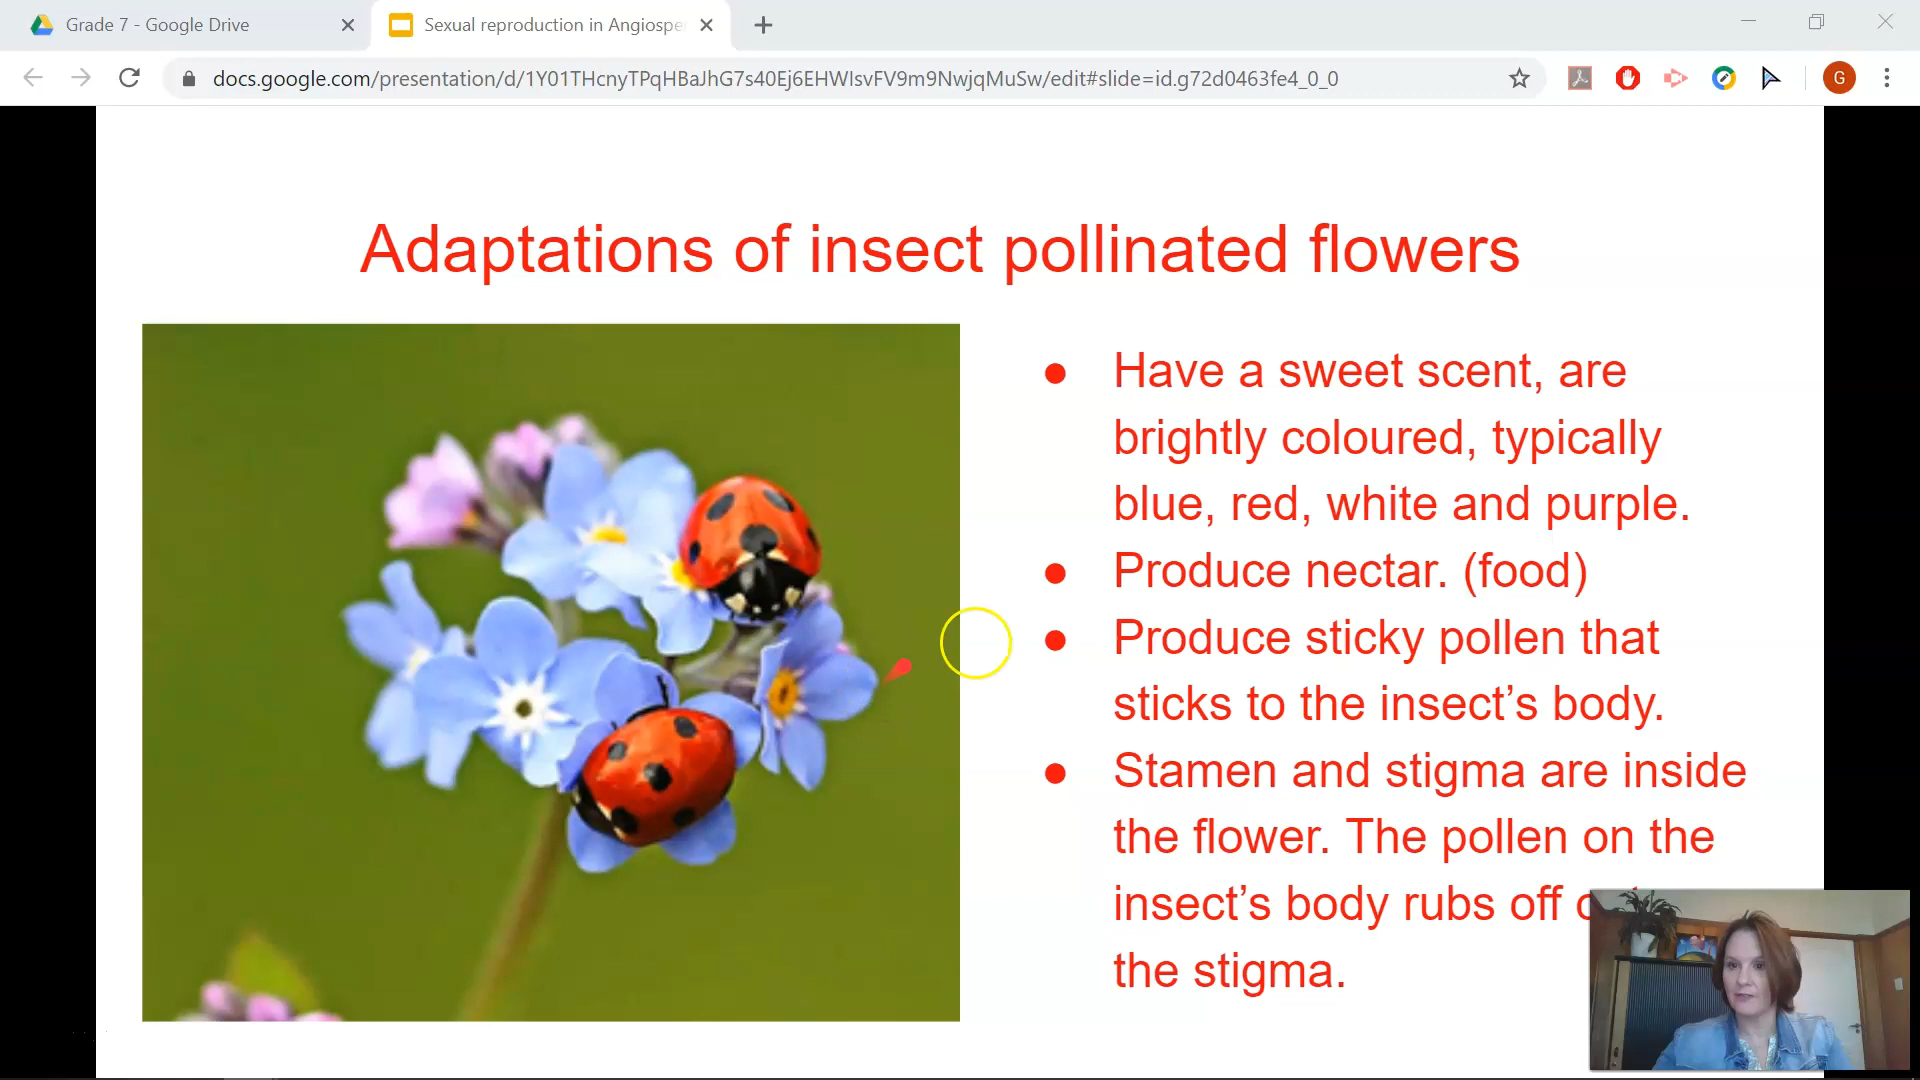 Grade 7 - Google Drive
Sexual reproduction in Angiospe
docs.google.com/presentation/d/1Y01THcnyTPqHBaJhG7s40Ej6EHWIsvFV9m9NwjqMuSw/edit#slide=id.g72d0463fe4_0_0
G
Adaptations of insect pollinated flowers
● Have a sweet scent, are
brightly coloured, typically
blue, red, white and purple.
● Produce nectar. (food)
● Produce sticky pollen that
sticks to the insect’s body.
● Stamen and stigma are inside
the flower. The pollen on the
insect’s body rubs off
the stigma.